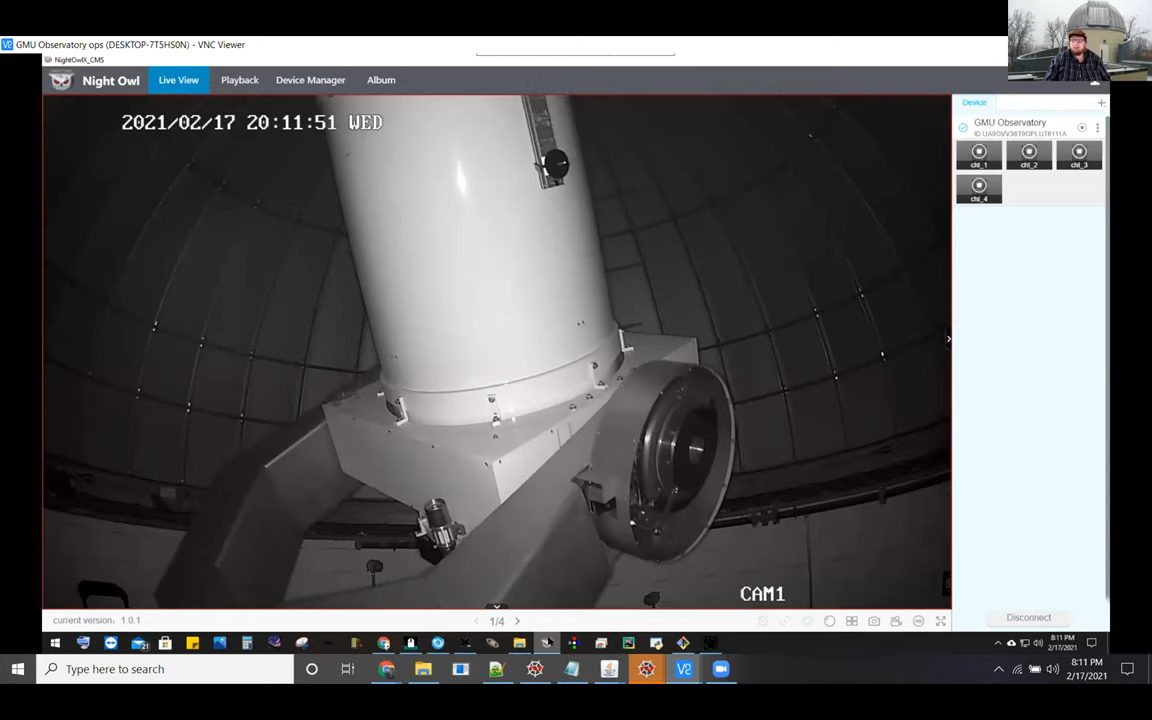 GMU Observatory ops (DESKTOP-7T5HS0N) - VNC Viewer
NightOwlX_CMS
Night Owl
Live View
Playback
Device Manager
Album
2021/02/17 20:11:51 WED
Device
GMU Observatory
chl_1
chl_2
chl_3
chl_4
CAM1
current version: 1.0.1
1/4
Disconnect
21
8:11 PM
2/17/2021
Type here to search
8:11 PM
2/17/2021